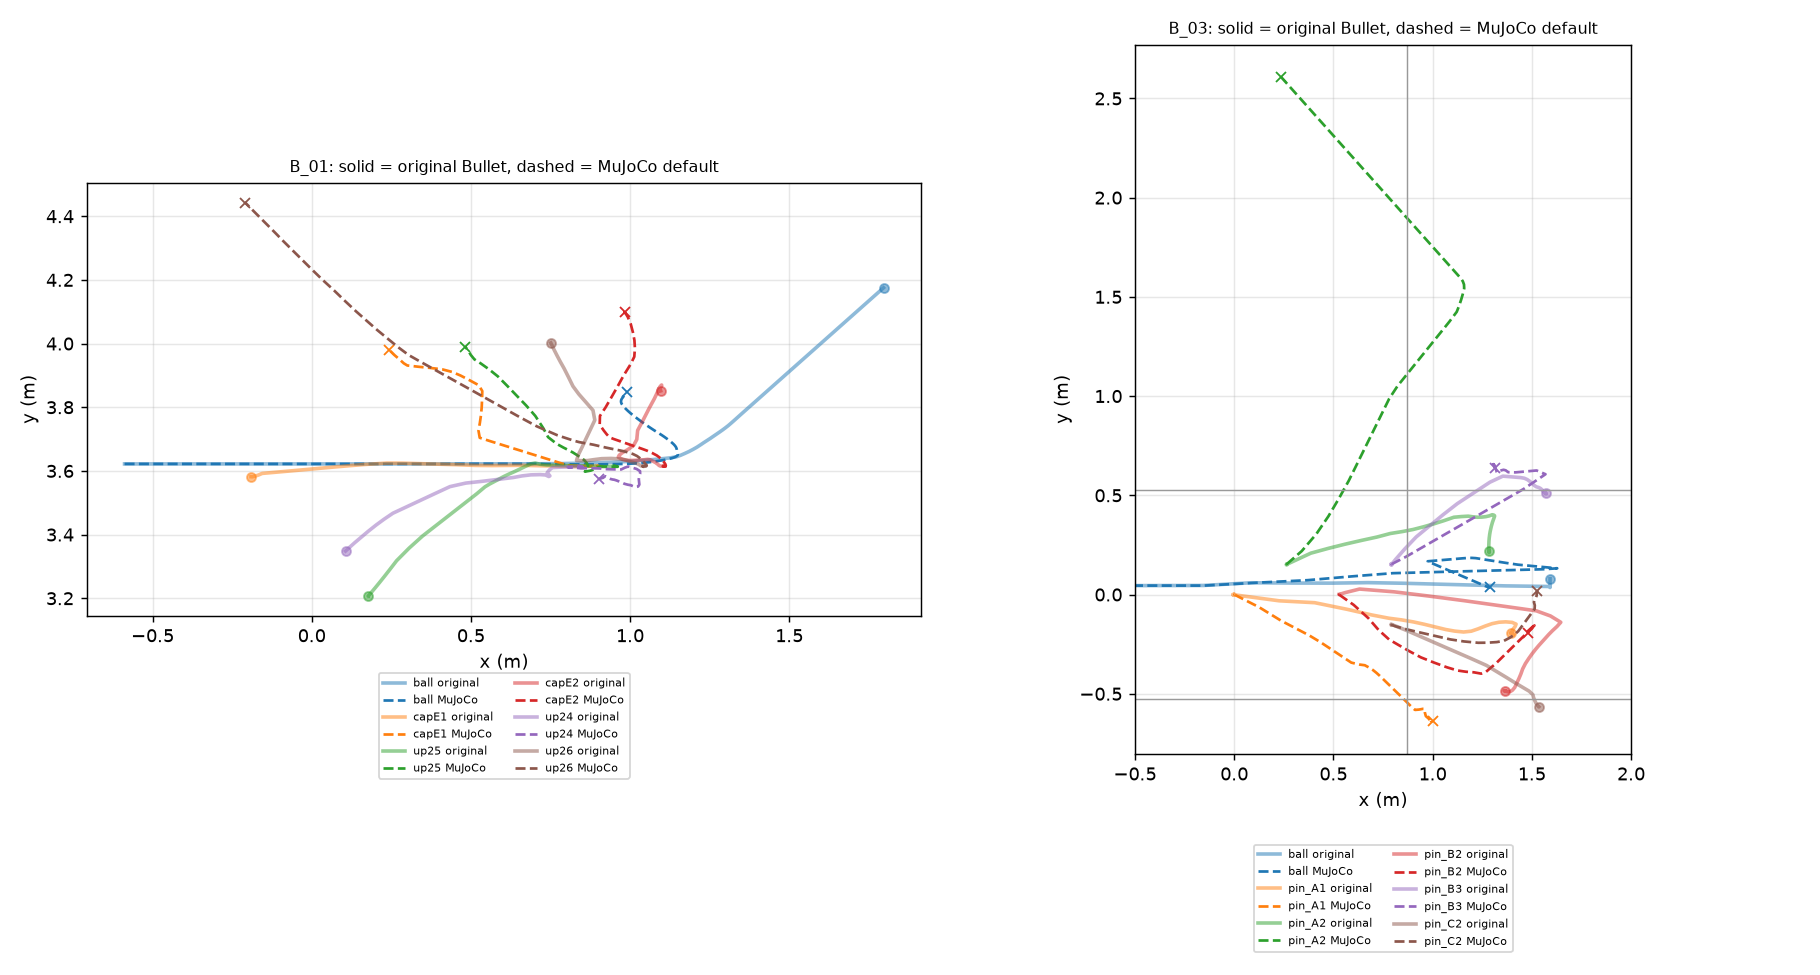 B_01: solid = original Bullet, dashed = MuJoCo default
4.4
4.2
4.0
3.8
3.6
3.4
3.2
y (m)
−0.5
0.0
0.5
1.0
1.5
x (m)
ball original
ball MuJoCo
capE1 original
capE1 MuJoCo
up25 original
up25 MuJoCo
capE2 original
capE2 MuJoCo
up24 original
up24 MuJoCo
up26 original
up26 MuJoCo
B_03: solid = original Bullet, dashed = MuJoCo default
2.5
2.0
1.5
1.0
0.5
0.0
−0.5
y (m)
−0.5
0.0
0.5
1.0
1.5
2.0
x (m)
ball original
ball MuJoCo
pin_A1 original
pin_A1 MuJoCo
pin_A2 original
pin_A2 MuJoCo
pin_B2 original
pin_B2 MuJoCo
pin_B3 original
pin_B3 MuJoCo
pin_C2 original
pin_C2 MuJoCo